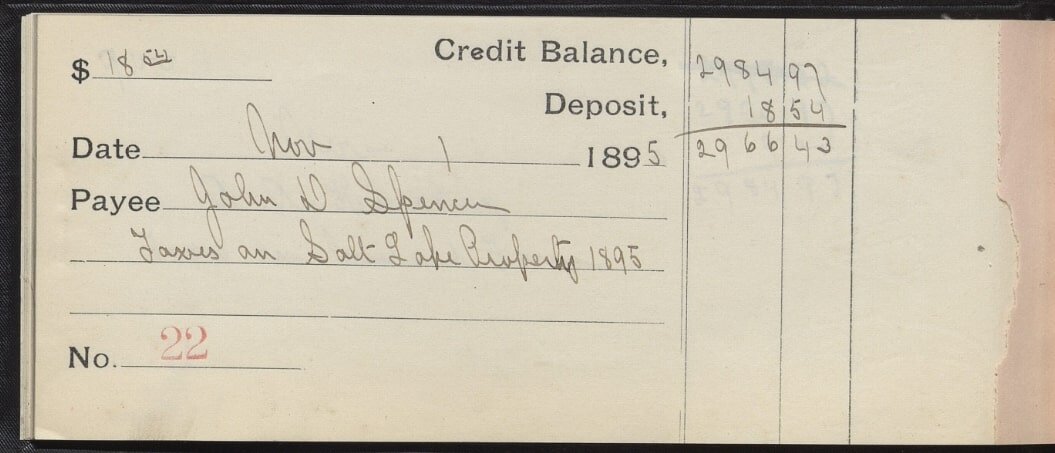 $ 18 54
Credit Balance, 2984 97
Deposit, 18 54
Date Nov 1 1895 2966 43
Payee John D Spencer
Taxes on Salt Lake Property 1895
No. 22